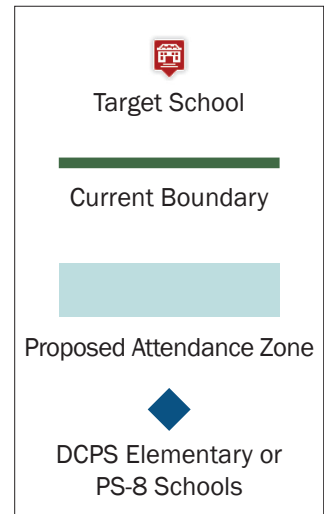 Target School
Current Boundary
Proposed Attendance Zone
DCPS Elementary or
PS-8 Schools